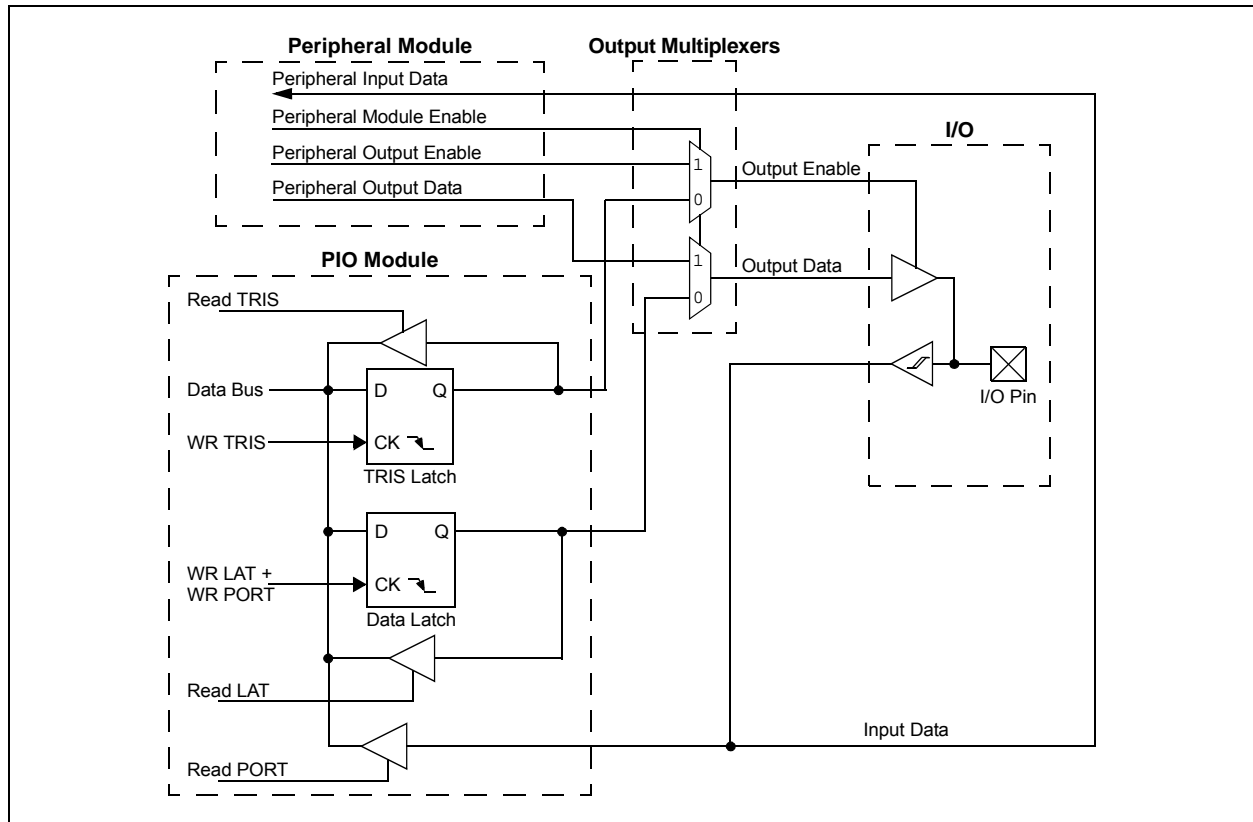 Peripheral Module
Output Multiplexers
Peripheral Input Data
Peripheral Module Enable
Peripheral Output Enable
Peripheral Output Data
1
0
1
0
Output Enable
Output Data
I/O
I/O Pin
PIO Module
Read TRIS
Data Bus
D
Q
WR TRIS
CK
TRIS Latch
D
Q
WR LAT +
WR PORT
CK
Data Latch
Read LAT
Input Data
Read PORT